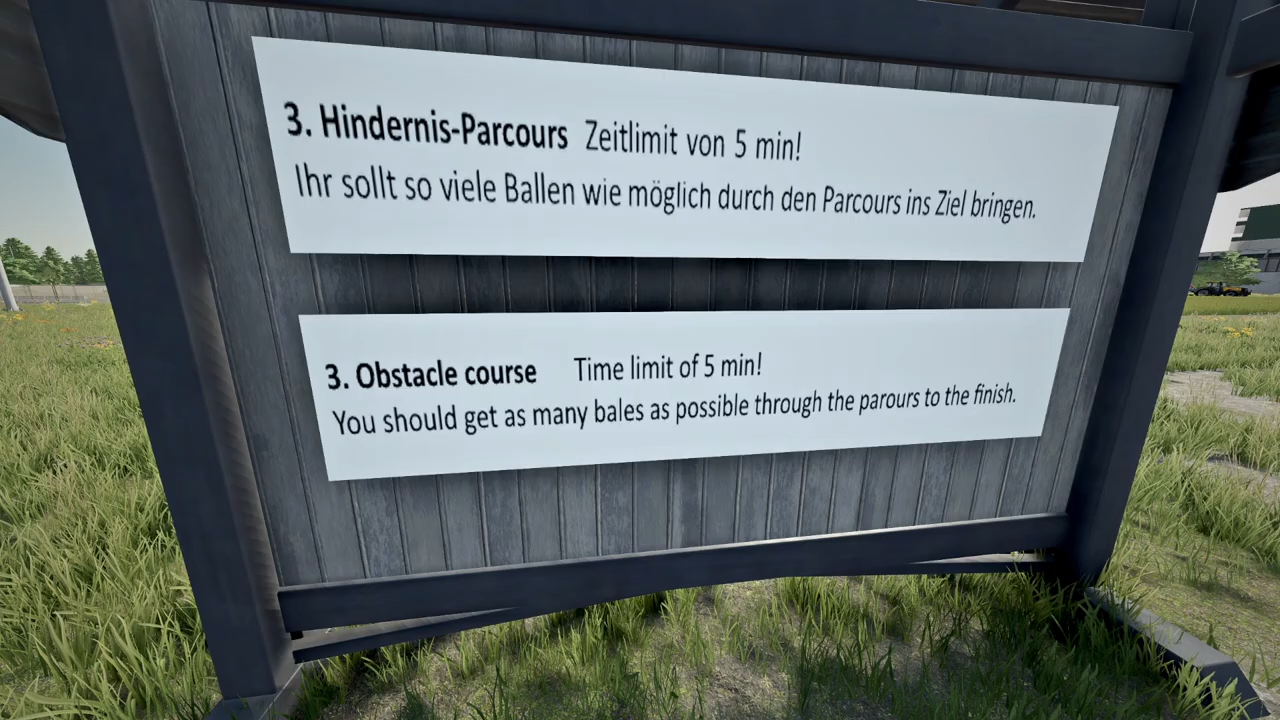 3. Hindernis-Parcours Zeitlimit von 5 min!
Ihr sollt so viele Ballen wie möglich durch den Parcours ins Ziel bringen.
3. Obstacle course Time limit of 5 min!
You should get as many bales as possible through the parours to the finish.